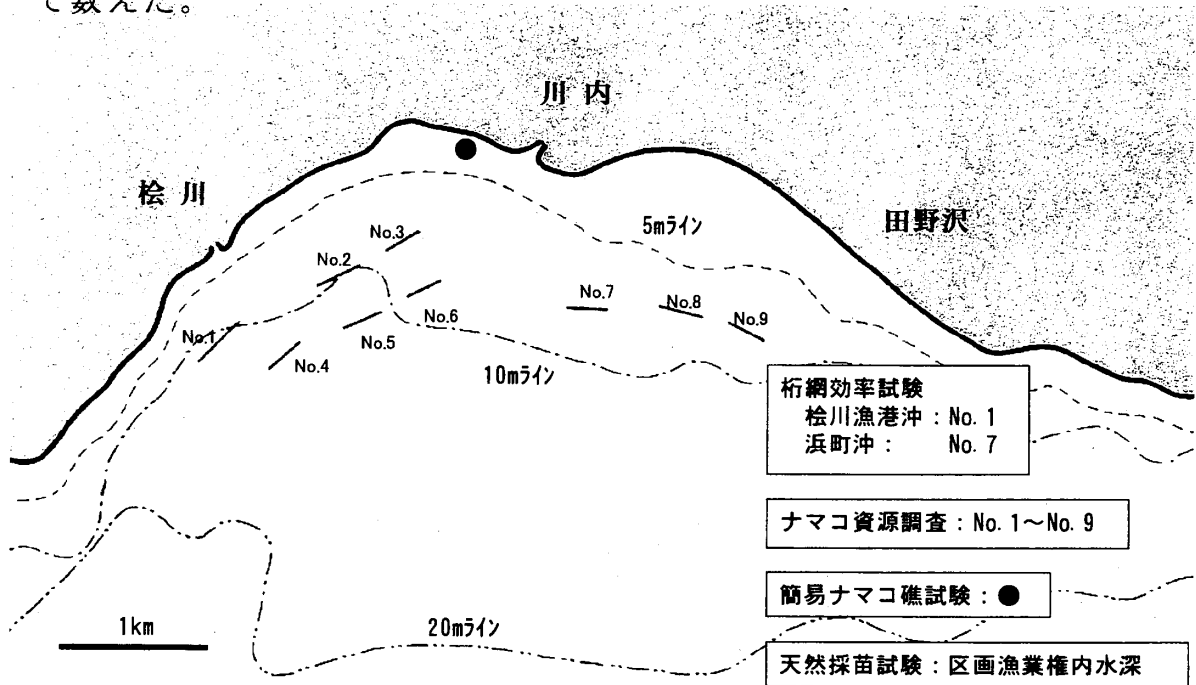 て数えた。
川内
桧川
田野沢
5mライン
No.3
No.2
No.7
No.8
No.1
No.6
No.9
No.5
No.4
10mライン
桁網効率試験
桧川漁港沖：No. 1
浜町沖： No. 7
ナマコ資源調査：No. 1～No. 9
簡易ナマコ礁試験：●
1km
20mライン
天然採苗試験：区画漁業権内水深